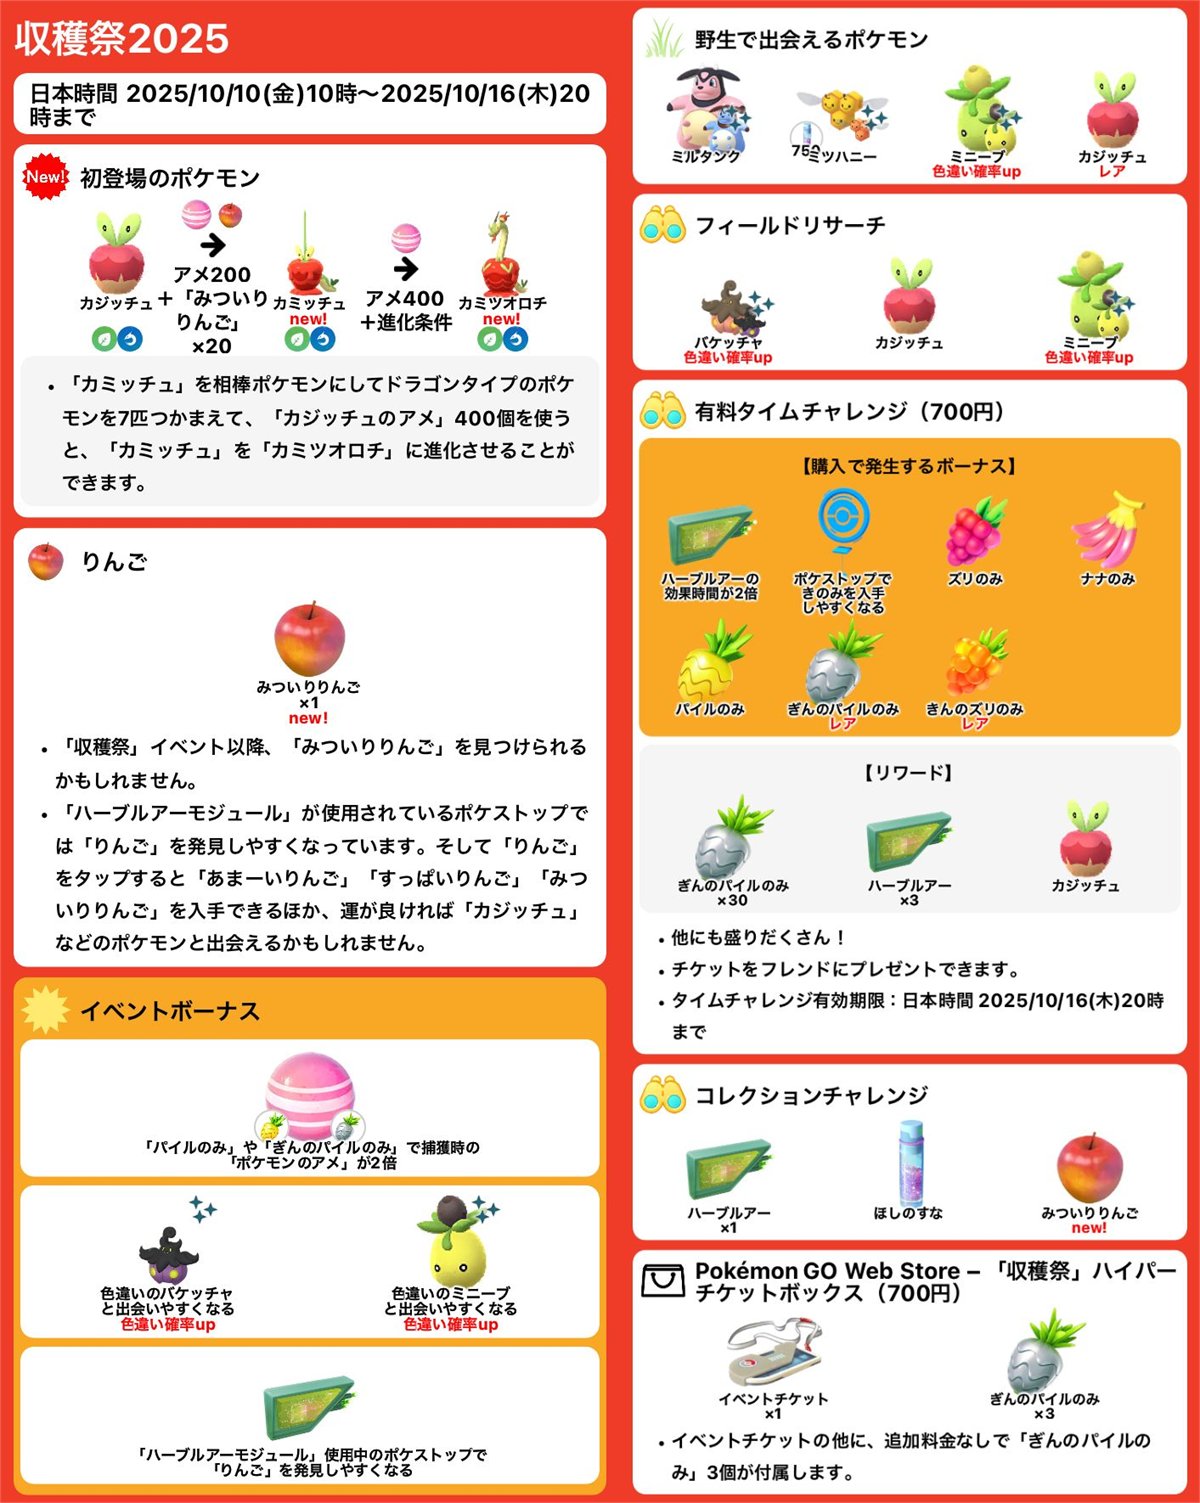 収穫祭2025
日本時間 2025/10/10(金)10時〜2025/10/16(木)20
時まで
New!
初登場のポケモン
カジッチュ
アメ200
＋「みついり
りんご」
×20
カミッチュ
new!
アメ400
＋進化条件
カミツオロチ
new!
・「カミッチュ」を相棒ポケモンにしてドラゴンタイプのポケ
モンを7匹つかまえて、「カジッチュのアメ」400個を使う
と、「カミッチュ」を「カミツオロチ」に進化させることが
できます。
りんご
みついりりんご
×1
new!
・「収穫祭」イベント以降、「みついりりんご」を見つけられる
かもしれません。
・「ハーブルアーモジュール」が使用されているポケストップで
は「りんご」を発見しやすくなっています。そして「りんご」
をタップすると「あまーいりんご」「すっぱいりんご」「みつ
いりりんご」を入手できるほか、運が良ければ「カジッチュ」
などのポケモンと出会えるかもしれません。
イベントボーナス
「パイルのみ」や「ぎんのパイルのみ」で捕獲時の
「ポケモンのアメ」が2倍
色違いのバケッチャ
と出会いやすくなる
色違い確率up
色違いのミニーブ
と出会いやすくなる
色違い確率up
「ハーブルアーモジュール」使用中のポケストップで
「りんご」を発見しやすくなる
野生で出会えるポケモン
ミルタンク
750
ミツハニー
ミニーブ
色違い確率up
カジッチュ
レア
フィールドリサーチ
バケッチャ
色違い確率up
カジッチュ
ミニーブ
色違い確率up
有料タイムチャレンジ（700円）
【購入で発生するボーナス】
ハーブルアーの
効果時間が2倍
ポケストップで
きのみを入手
しやすくなる
ズリのみ
ナナのみ
パイルのみ
ぎんのパイルのみ
レア
きんのズリのみ
レア
【リワード】
ぎんのパイルのみ
×30
ハーブルアー
×3
カジッチュ
・他にも盛りだくさん！
・チケットをフレンドにプレゼントできます。
・タイムチャレンジ有効期限：日本時間 2025/10/16(木)20時
まで
コレクションチャレンジ
ハーブルアー
×1
ほしのすな
みついりりんご
new!
Pokémon GO Web Store – 「収穫祭」ハイパー
チケットボックス（700円）
イベントチケット
×1
ぎんのパイルのみ
×3
・イベントチケットの他に、追加料金なしで「ぎんのパイルの
み」3個が付属します。